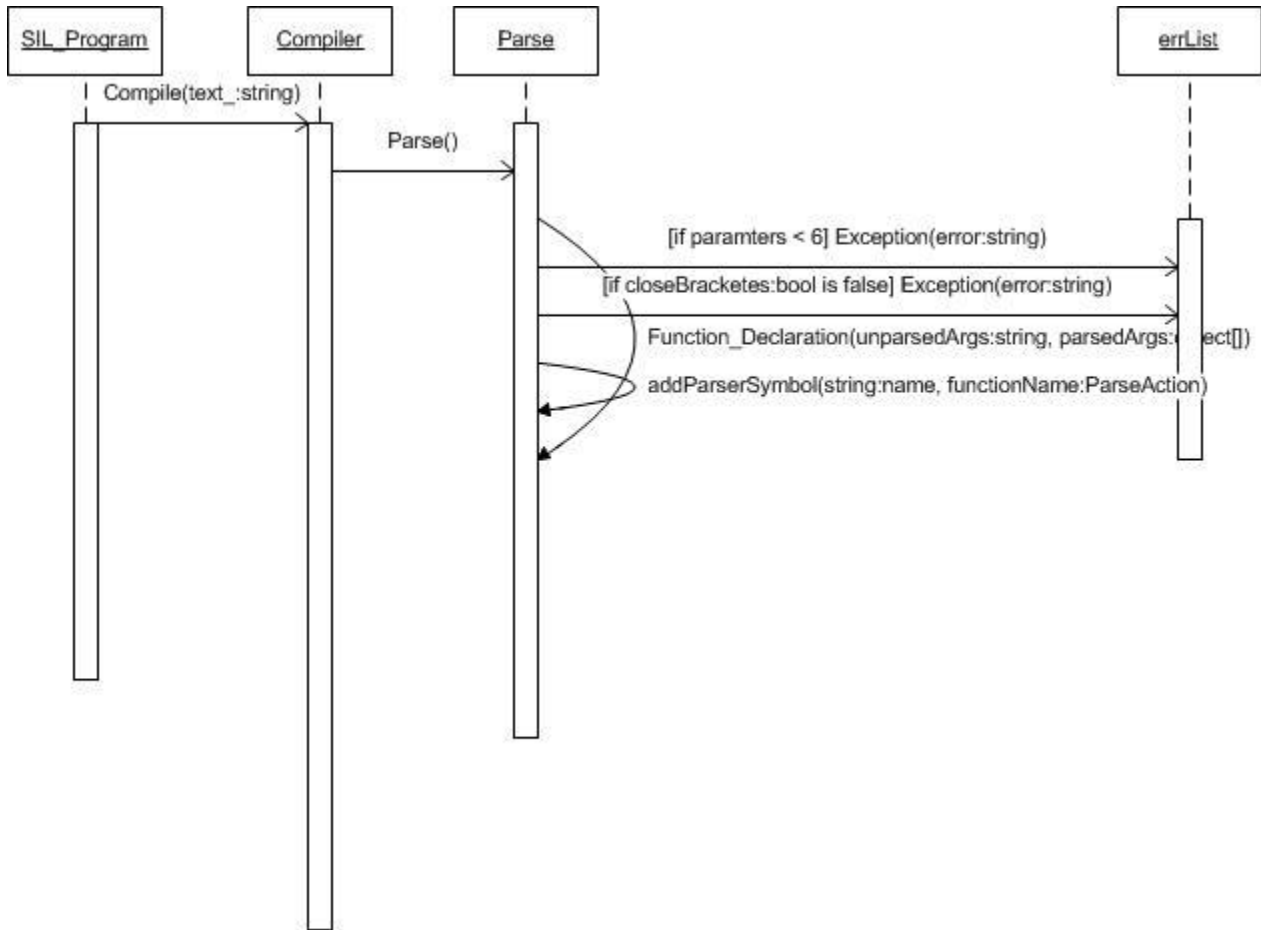 SIL_Program
Compiler
Parse
errList
Compile(text_:string)
Parse()
[if paramters < 6] Exception(error:string)
[if closeBracketes:bool is false] Exception(error:string)
Function_Declaration(unparsedArgs:string, parsedArgs:object[])
addParserSymbol(string:name, functionName:ParseAction)